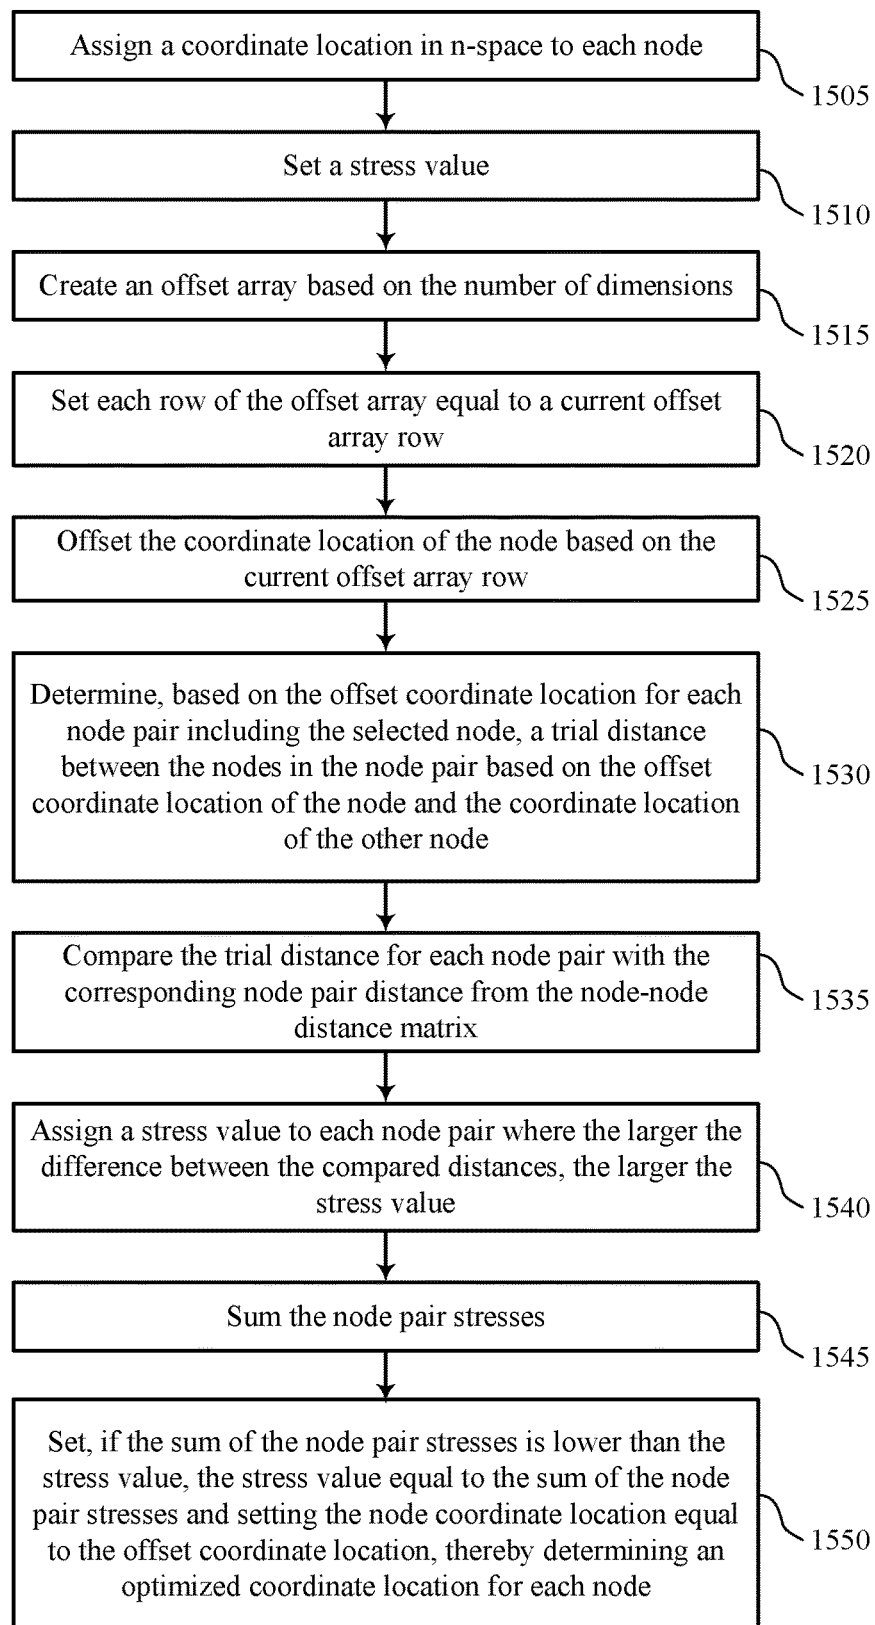 Assign a coordinate location in n-space to each node
1505
Set a stress value
1510
Create an offset array based on the number of dimensions
1515
Set each row of the offset array equal to a current offset
array row
1520
Offset the coordinate location of the node based on the
current offset array row
1525
Determine, based on the offset coordinate location for each
node pair including the selected node, a trial distance
between the nodes in the node pair based on the offset
coordinate location of the node and the coordinate location
of the other node
1530
Compare the trial distance for each node pair with the
corresponding node pair distance from the node-node
distance matrix
1535
Assign a stress value to each node pair where the larger the
difference between the compared distances, the larger the
stress value
1540
Sum the node pair stresses
1545
Set, if the sum of the node pair stresses is lower than the
stress value, the stress value equal to the sum of the node
pair stresses and setting the node coordinate location equal
to the offset coordinate location, thereby determining an
optimized coordinate location for each node
1550